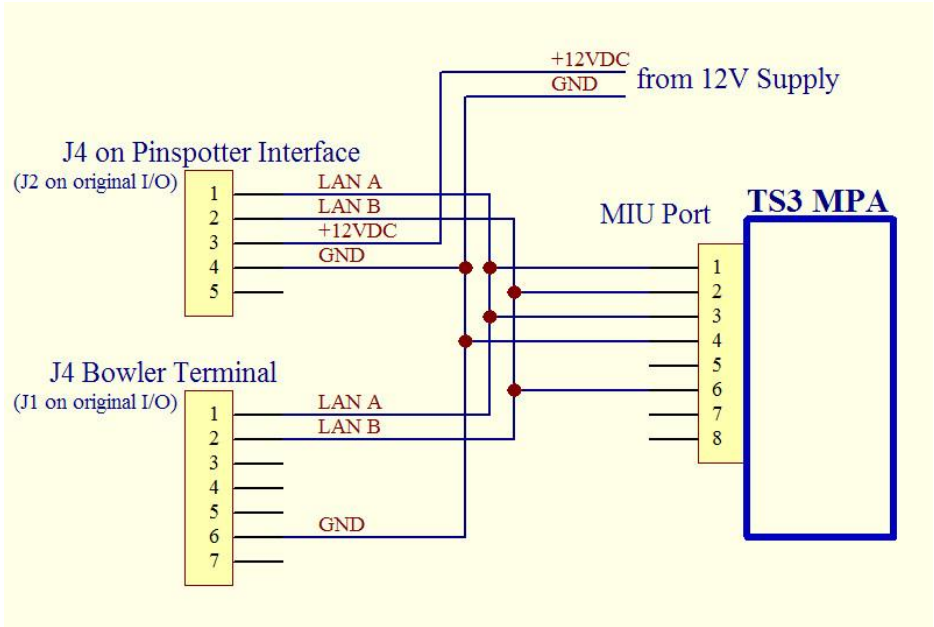 +12VDC
GND
from 12V Supply
J4 on Pinspotter Interface
(J2 on original I/O)
1
2
3
4
5
LAN A
LAN B
+12VDC
GND
MIU Port
TS3 MPA
1
2
3
4
5
6
7
8
J4 Bowler Terminal
(J1 on original I/O)
1
2
3
4
5
6
7
LAN A
LAN B
GND